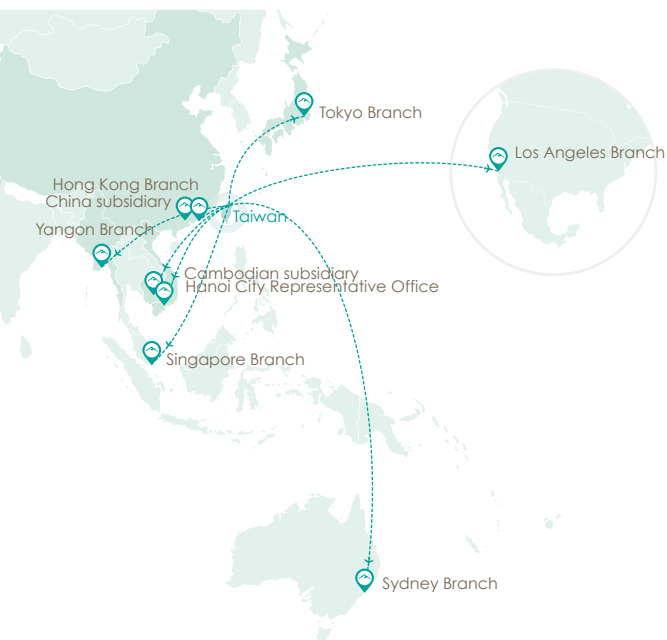 Tokyo Branch
Los Angeles Branch
Hong Kong Branch
China subsidiary
Taiwan
Yangon Branch
Cambodian subsidiary
Hanoi City Representative Office
Singapore Branch
Sydney Branch